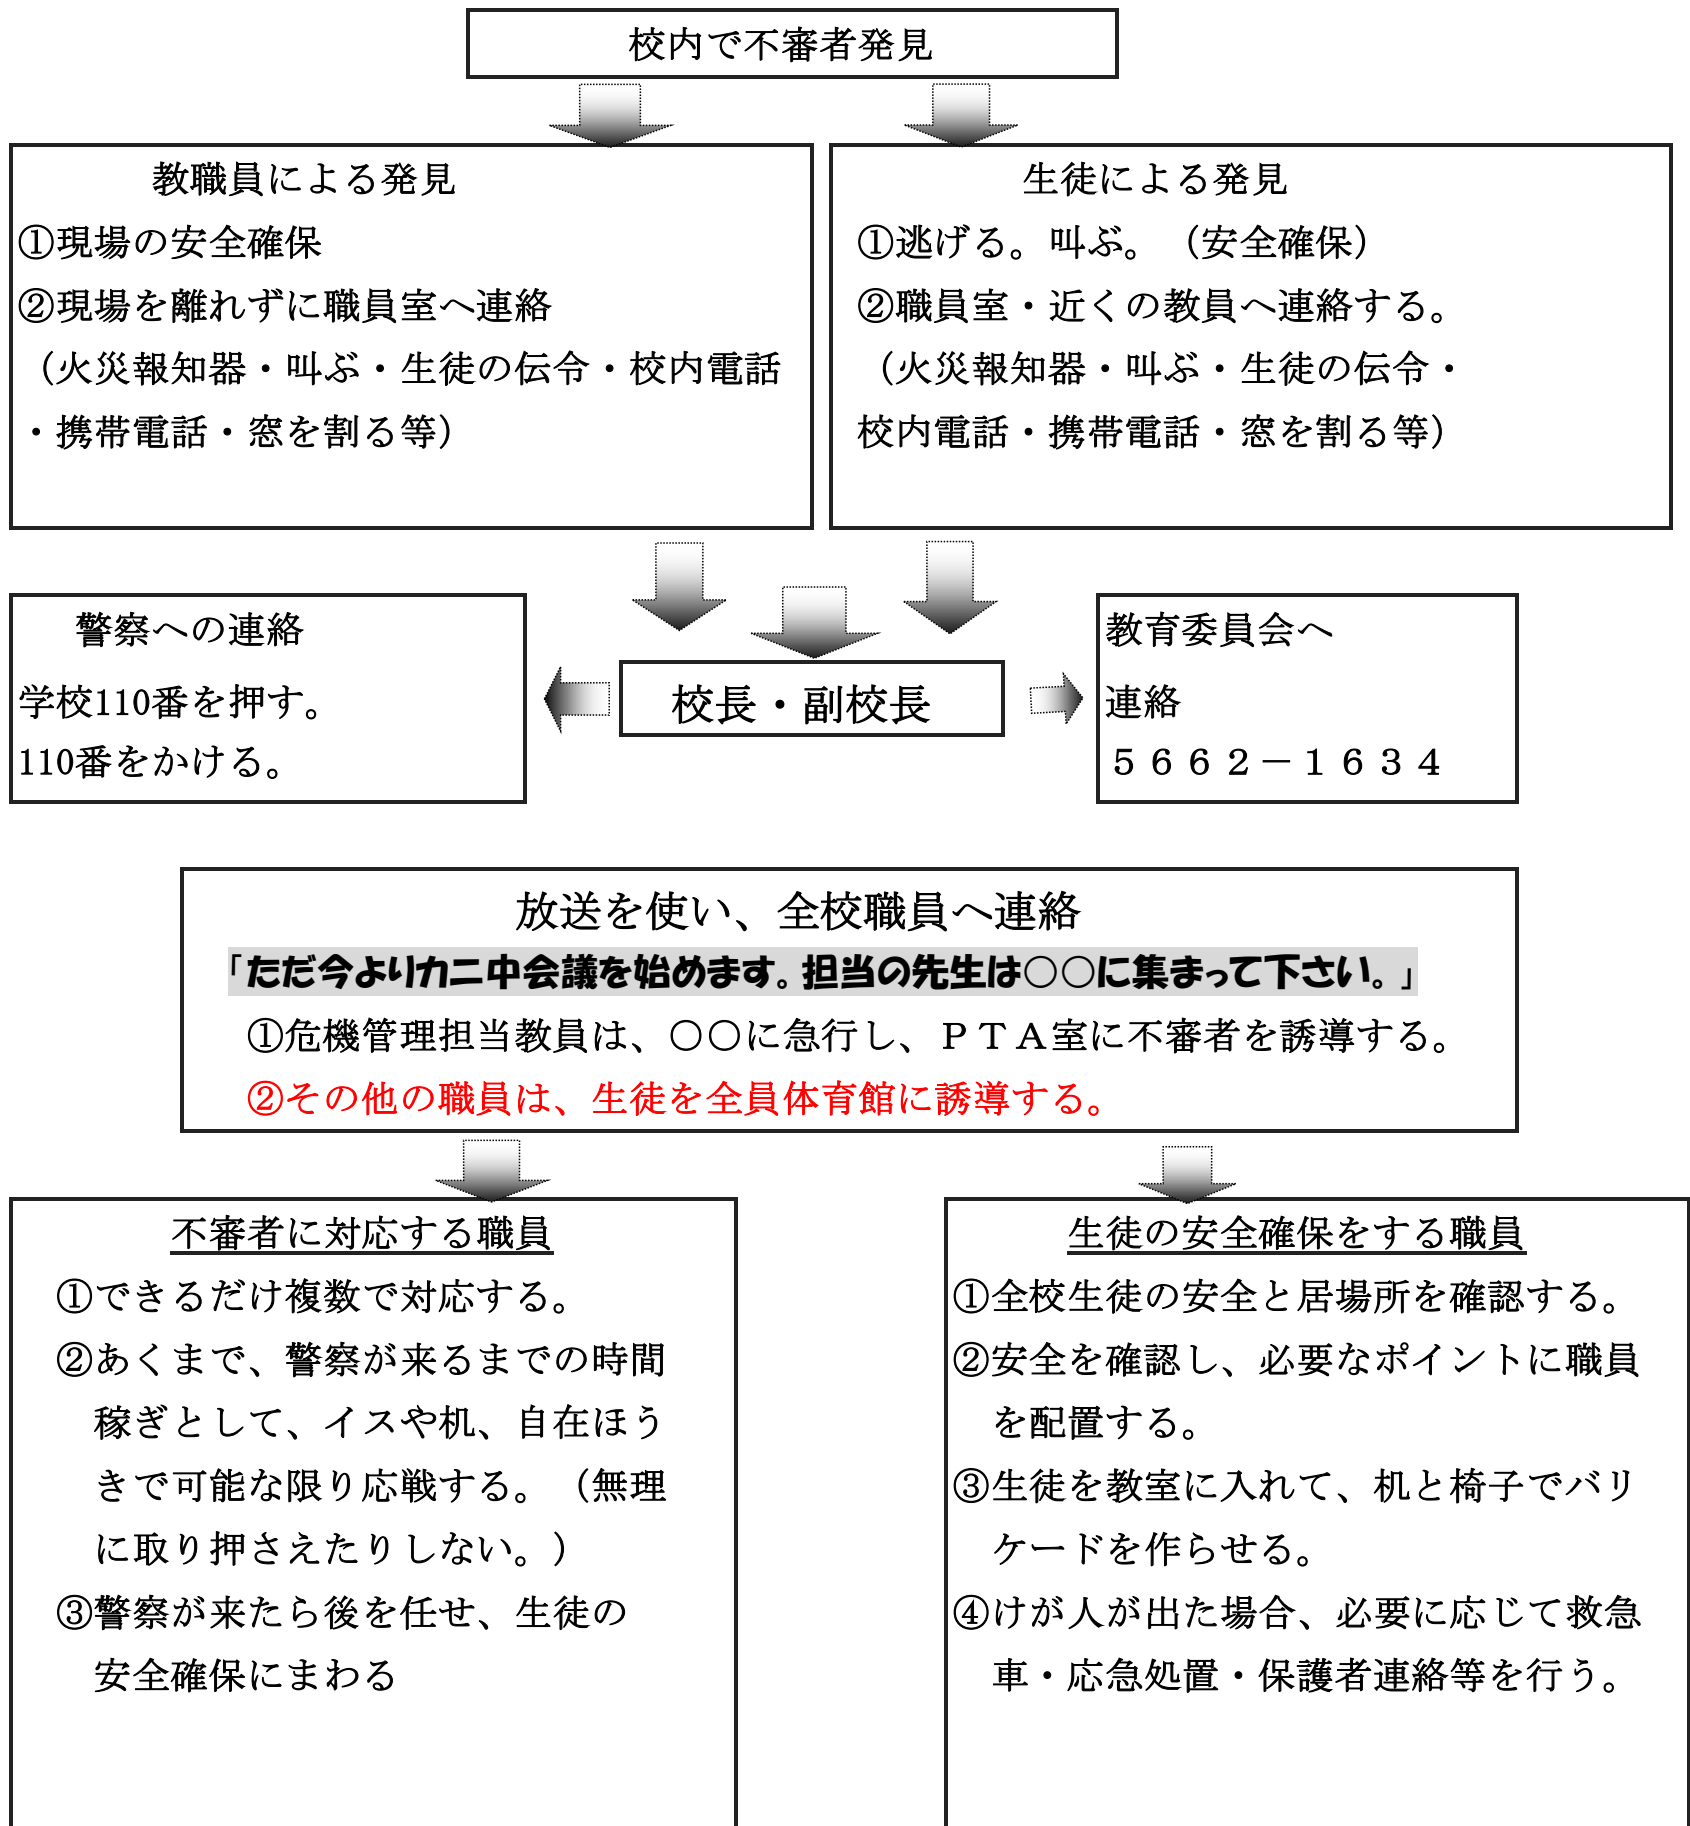 校内で不審者発見
教職員による発見
①現場の安全確保
②現場を離れずに職員室へ連絡
（火災報知器・叫ぶ・生徒の伝令・校内電話
・携帯電話・窓を割る等）
生徒による発見
①逃げる。叫ぶ。（安全確保）
②職員室・近くの教員へ連絡する。
（火災報知器・叫ぶ・生徒の伝令・
校内電話・携帯電話・窓を割る等）
警察への連絡
学校110番を押す。
110番をかける。
校長・副校長
教育委員会へ
連絡
５６６２－１６３４
放送を使い、全校職員へ連絡
「ただ今よりカニ中会議を始めます。担当の先生は○○に集まって下さい。」
①危機管理担当教員は、○○に急行し、ＰＴＡ室に不審者を誘導する。
②その他の職員は、生徒を全員体育館に誘導する。
不審者に対応する職員
①できるだけ複数で対応する。
②あくまで、警察が来るまでの時間
稼ぎとして、イスや机、自在ほう
きで可能な限り応戦する。（無理
に取り押さえたりしない。）
③警察が来たら後を任せ、生徒の
安全確保にまわる
生徒の安全確保をする職員
①全校生徒の安全と居場所を確認する。
②安全を確認し、必要なポイントに職員
を配置する。
③生徒を教室に入れて、机と椅子でバリ
ケードを作らせる。
④けが人が出た場合、必要に応じて救急
車・応急処置・保護者連絡等を行う。